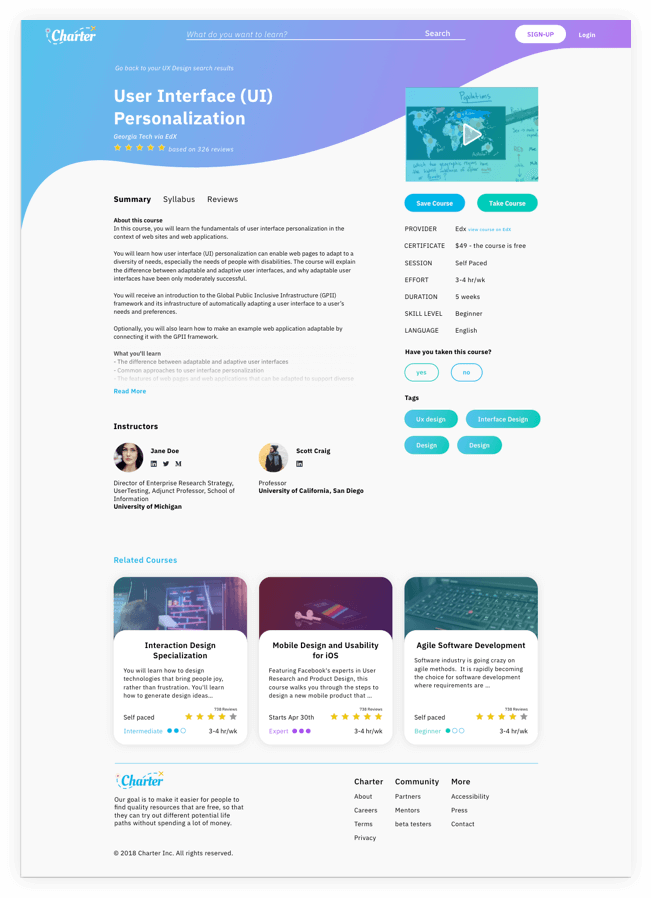 Charter
What do you want to learn?
Search
SIGN-UP
Login
Go back to your UX Design search results
User Interface (UI)
Personalization
Georgia Tech via EdX
based on 326 reviews
Summary Syllabus Reviews
About this course
In this course, you will learn the fundamentals of user interface personalization in the
context of web sites and web applications.
You will learn how user interface (UI) personalization can enable web pages to adapt to a
diversity of needs, especially the needs of people with disabilities. The course will explain
the difference between adaptable and adaptive user interfaces, and why adaptable user
interfaces have been only moderately successful.
You will receive an introduction to the Global Public Inclusive Infrastructure (GPII)
framework and its infrastructure of automatically adapting a user interface to a user's
needs and preferences.
Optionally, you will also learn how to make an example web application adaptable by
connecting it with the GPII framework.
What you'll learn
- The difference between adaptable and adaptive user interfaces
- Common approaches to user interface personalization
- The features of web pages and web applications that can be adapted to support diverse
Read More
Save Course
Take Course
PROVIDER Edx view course on EdX
CERTIFICATE $49 - the course is free
SESSION Self Paced
EFFORT 3-4 hr/wk
DURATION 5 weeks
SKILL LEVEL Beginner
LANGUAGE English
Have you taken this course?
yes no
Tags
Ux design Interface Design
Design Design
Instructors
Jane Doe
Director of Enterprise Research Strategy,
UserTesting, Adjunct Professor, School of
Information
University of Michigan
Scott Craig
Professor
University of California, San Diego
Related Courses
Interaction Design
Specialization
You will learn how to design
technologies that bring people joy,
rather than frustration. You'll learn
how to generate design ideas...
738 Reviews
Self paced
Intermediate 3-4 hr/wk
Mobile Design and Usability
for iOS
Featuring Facebook's experts in User
Research and Product Design, this
course walks you through the steps to
design a new mobile product that ...
738 Reviews
Starts Apr 30th
Expert 3-4 hr/wk
Agile Software Development
Software industry is going crazy on
agile methods. It is rapidly becoming
the choice for software development
where requirements are ...
738 Reviews
Self paced
Beginner 3-4 hr/wk
Charter
Our goal is to make it easier for people to
find quality resources that are free, so that
they can try out different potential life
paths without spending a lot of money.
© 2018 Charter Inc. All rights reserved.
Charter
About
Careers
Terms
Privacy
Community
Partners
Mentors
beta testers
More
Accessibility
Press
Contact